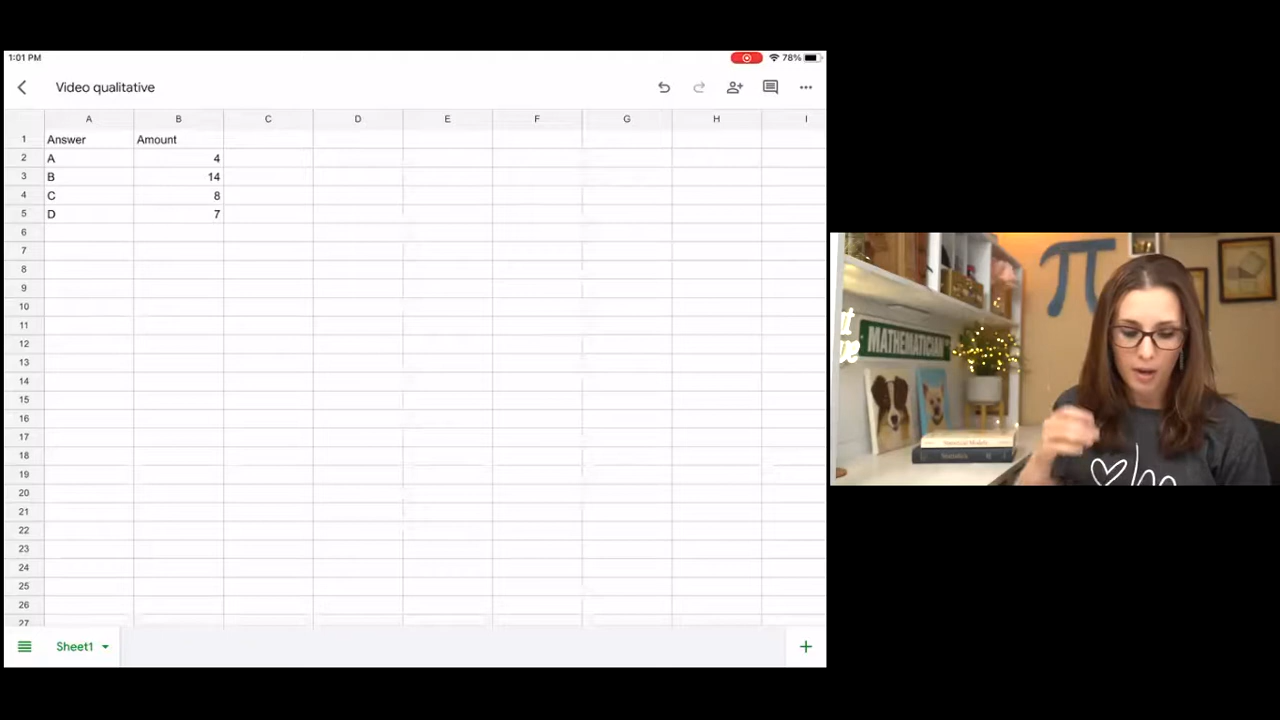 1:01 PM
78%
Video qualitative
A B C D E F G H I
1 Answer Amount
2 A 4
3 B 14
4 C 8
5 D 7
6
7
8
9
10
11
12
13
14
15
16
17
18
19
20
21
22
23
24
25
26
27
Sheet1
MATHEMATICIAN
Statistics